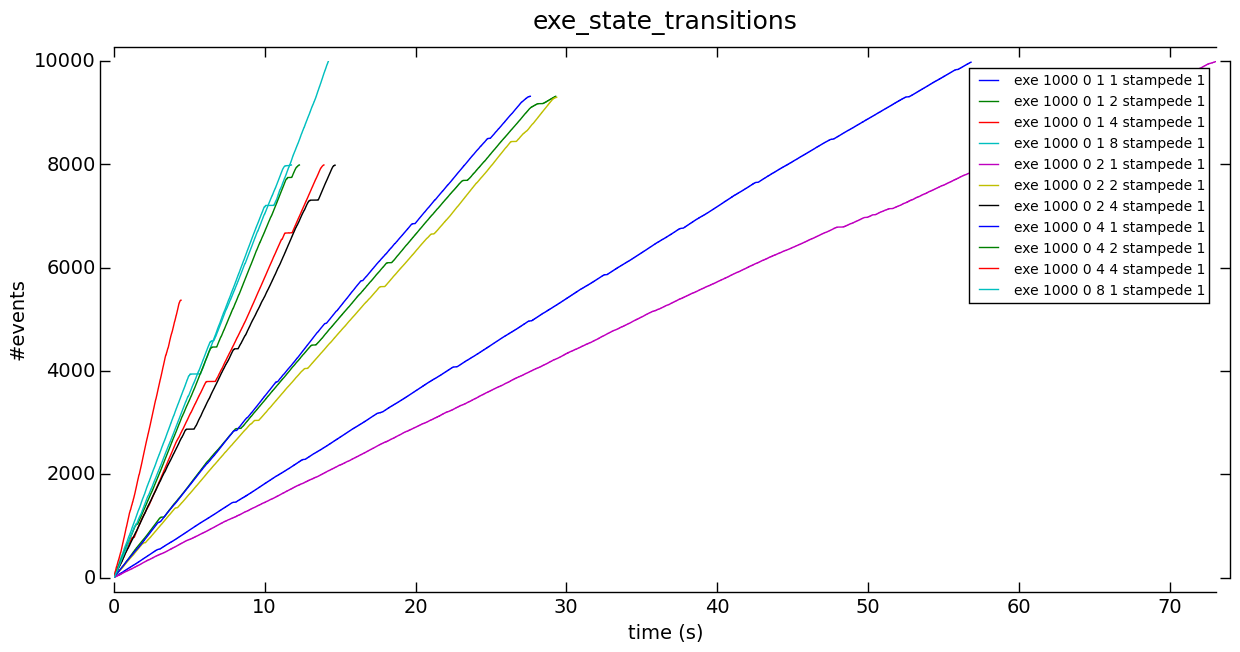 exe_state_transitions
10000
8000
6000
4000
2000
0
#events
0 10 20 30 40 50 60 70
time (s)
exe 1000 0 1 1 stampede 1
exe 1000 0 1 2 stampede 1
exe 1000 0 1 4 stampede 1
exe 1000 0 1 8 stampede 1
exe 1000 0 2 1 stampede 1
exe 1000 0 2 2 stampede 1
exe 1000 0 2 4 stampede 1
exe 1000 0 4 1 stampede 1
exe 1000 0 4 2 stampede 1
exe 1000 0 4 4 stampede 1
exe 1000 0 8 1 stampede 1